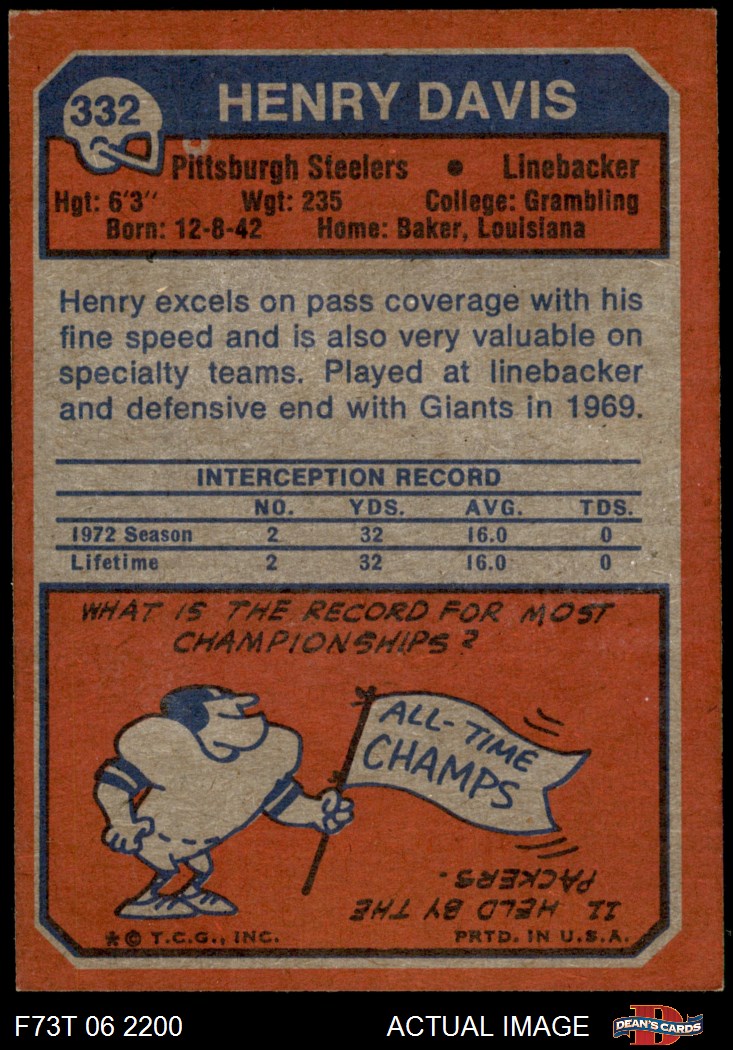 332
HENRY DAVIS
Pittsburgh Steelers • Linebacker
Hgt: 6'3" Wgt: 235 College: Grambling
Born: 12-8-42 Home: Baker, Louisiana
Henry excels on pass coverage with his
fine speed and is also very valuable on
specialty teams. Played at linebacker
and defensive end with Giants in 1969.
INTERCEPTION RECORD
NO. YDS. AVG. TDS.
1972 Season 2 32 16.0 0
Lifetime 2 32 16.0 0
WHAT IS THE RECORD FOR MOST
CHAMPIONSHIPS?
ALL-TIME
CHAMPS
11 HELD BY THE
PACKERS.
* © T.C.G., INC. PRTD. IN U.S.A.
F73T 06 2200 ACTUAL IMAGE
D
DEAN'S CARDS